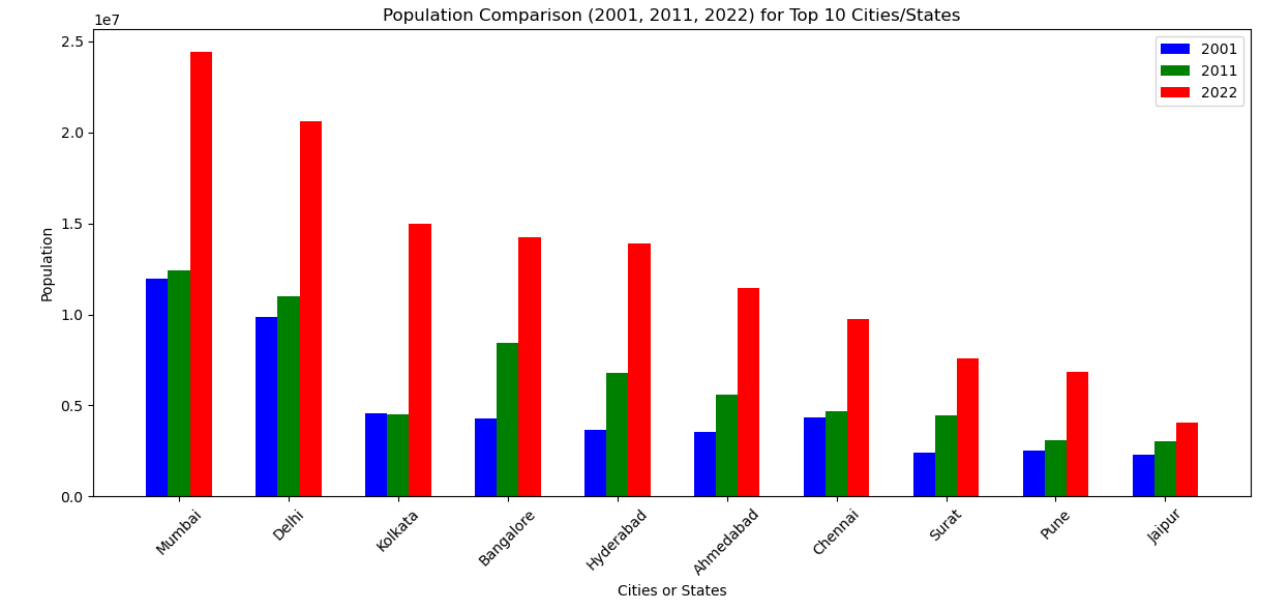 Population Comparison (2001, 2011, 2022) for Top 10 Cities/States
1e7
2.5
2.0
1.5
1.0
0.5
0.0
Population
2001
2011
2022
Mumbai
Delhi
Kolkata
Bangalore
Hyderabad
Ahmedabad
Chennai
Surat
Pune
Jaipur
Cities or States